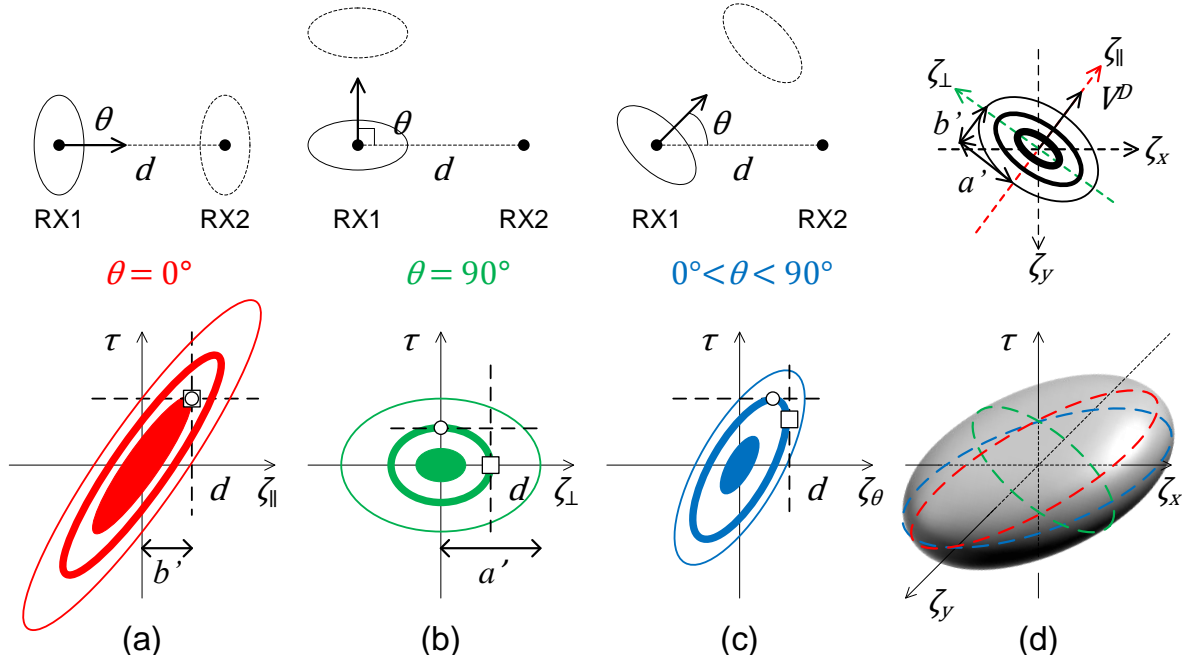 θ
d
RX1
RX2
θ
d
RX1
RX2
θ
d
RX1
RX2
ζ∥
ζ⊥
V^D
b’
a’
ζx
ζy
θ = 0°
θ = 90°
0° < θ < 90°
τ
d
ζ∥
b’
τ
d
ζ⊥
a’
τ
d
ζθ
τ
ζx
ζy
(a)
(b)
(c)
(d)